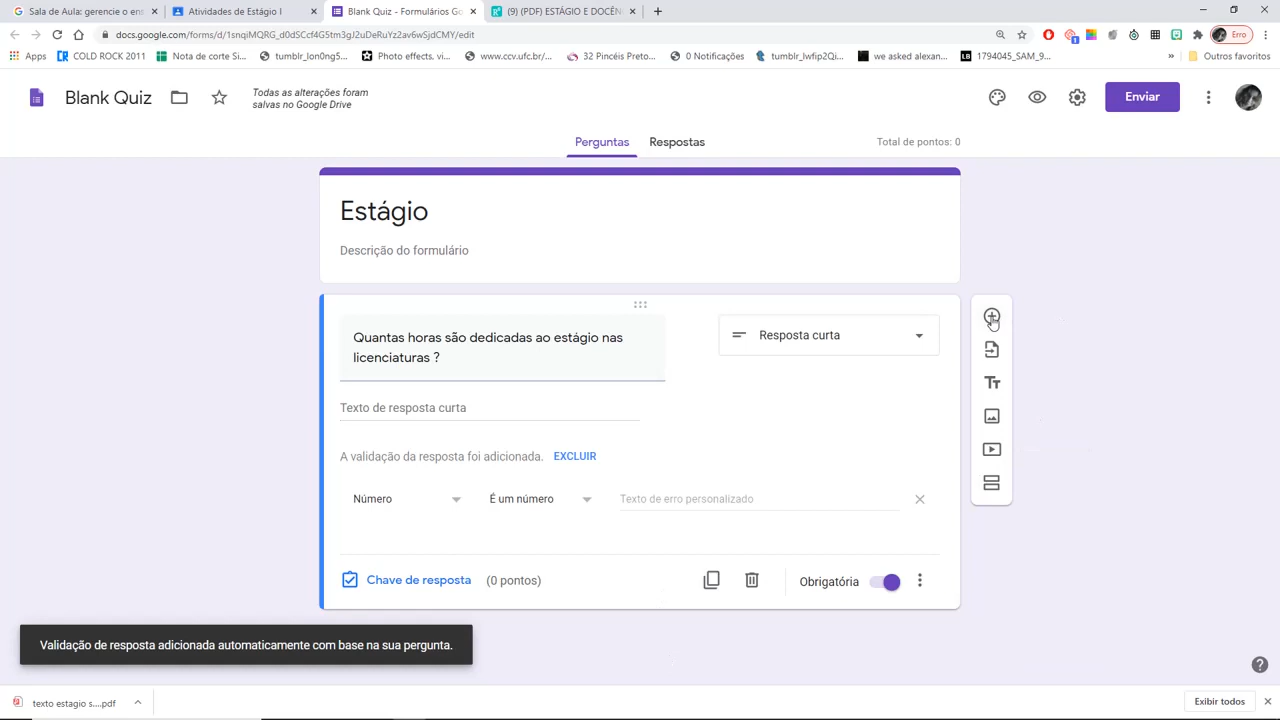 Sala de Aula: gerencie o en
Atividades de Estágio I
Blank Quiz - Formulários Go
(9) (PDF) ESTÁGIO E DOCÊN
docs.google.com/forms/d/1snqiMQRG_d0dSCcf4G5tm3gJ2uDeRuYz2av6wSjdCMY/edit
Erro
Apps
COLD ROCK 2011
Nota de corte Si...
tumblr_lon0ng5...
Photo effects, vi...
www.ccv.ufc.br/...
32 Pincéis Preto...
0 Notificações
tumblr_lwfip2Qi...
we asked alexan...
1794045_SAM_9...
»
Outros favoritos
Blank Quiz
Todas as alterações foram
salvas no Google Drive
Enviar
Perguntas
Respostas
Total de pontos: 0
Estágio
Descrição do formulário
Quantas horas são dedicadas ao estágio nas
licenciaturas ?
Resposta curta
Texto de resposta curta
A validação da resposta foi adicionada. EXCLUIR
Número
É um número
Texto de erro personalizado
Chave de resposta
(0 pontos)
Obrigatória
Validação de resposta adicionada automaticamente com base na sua pergunta.
texto estagio s....pdf
Exibir todos